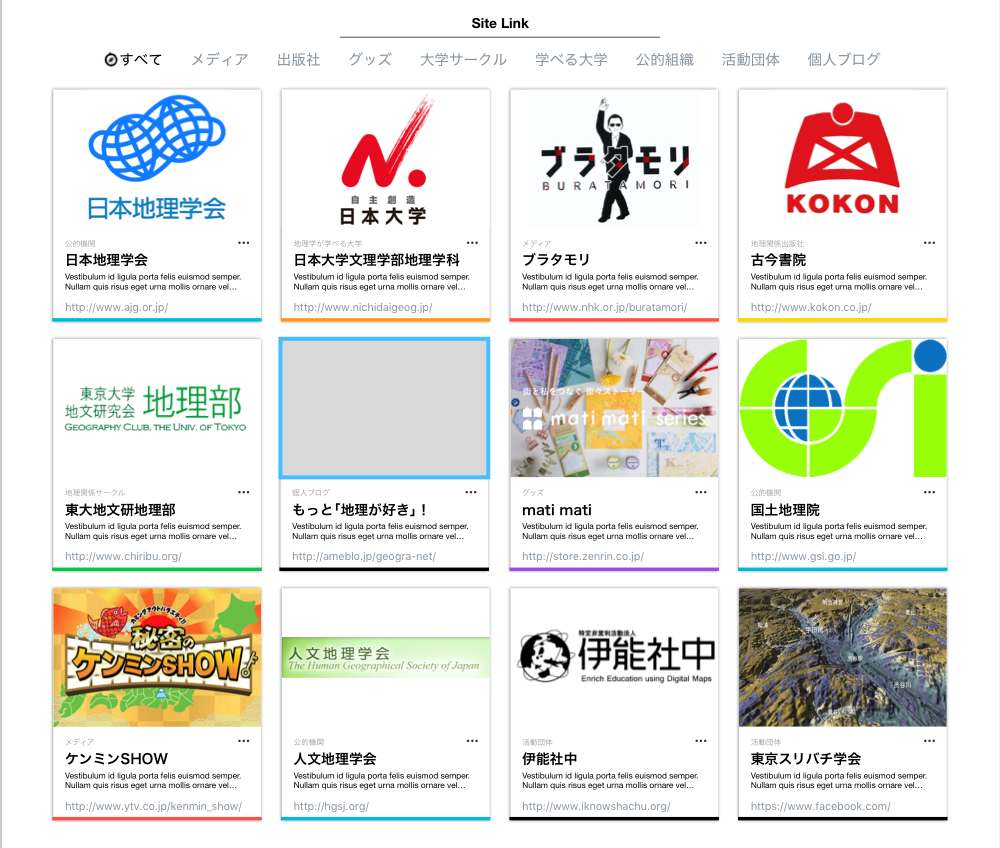 Site Link
すべて メディア 出版社 グッズ 大学サークル 学べる大学 公的組織 活動団体 個人ブログ
日本地理学会
公的機関
日本地理学会
Vestibulum id ligula porta felis euismod semper.
Nullam quis risus eget urna mollis ornare vel...
http://www.ajg.or.jp/
N.
自主創造
日本大学
地理学が学べる大学
日本大学文理学部地理学科
Vestibulum id ligula porta felis euismod semper.
Nullam quis risus eget urna mollis ornare vel...
http://www.nichidaigeog.jp/
ブラタモリ
BURATAMORI
メディア
ブラタモリ
Vestibulum id ligula porta felis euismod semper.
Nullam quis risus eget urna mollis ornare vel...
http://www.nhk.or.jp/buratamori/
KOKON
地理関係出版社
古今書院
Vestibulum id ligula porta felis euismod semper.
Nullam quis risus eget urna mollis ornare vel...
http://www.kokon.co.jp/
東京大学
地文研究会 地理部
GEOGRAPHY CLUB, THE UNIV. OF TOKYO
地理関係サークル
東大地文研地理部
Vestibulum id ligula porta felis euismod semper.
Nullam quis risus eget urna mollis ornare vel...
http://www.chiribu.org/
個人ブログ
もっと「地理が好き」！
Vestibulum id ligula porta felis euismod semper.
Nullam quis risus eget urna mollis ornare vel...
http://ameblo.jp/geogra-net/
街と私をつなぐ 街々ストーリー
mati mati series
グッズ
mati mati
Vestibulum id ligula porta felis euismod semper.
Nullam quis risus eget urna mollis ornare vel...
http://store.zenrin.co.jp/
GSI
公的機関
国土地理院
Vestibulum id ligula porta felis euismod semper.
Nullam quis risus eget urna mollis ornare vel...
http://www.gsi.go.jp/
カミングアウトバラエティ!!
秘密の
ケンミンSHOW!
メディア
ケンミンSHOW
Vestibulum id ligula porta felis euismod semper.
Nullam quis risus eget urna mollis ornare vel...
http://www.ytv.co.jp/kenmin_show/
人文地理学会
The Human Geographical Society of Japan
公的機関
人文地理学会
Vestibulum id ligula porta felis euismod semper.
Nullam quis risus eget urna mollis ornare vel...
http://hgsj.org/
特定非営利活動法人
伊能社中
Enrich Education using Digital Maps
活動団体
伊能社中
Vestibulum id ligula porta felis euismod semper.
Nullam quis risus eget urna mollis ornare vel...
http://www.iknowshachu.org/
明治神宮
渋谷川
活動団体
東京スリバチ学会
Vestibulum id ligula porta felis euismod semper.
Nullam quis risus eget urna mollis ornare vel...
https://www.facebook.com/